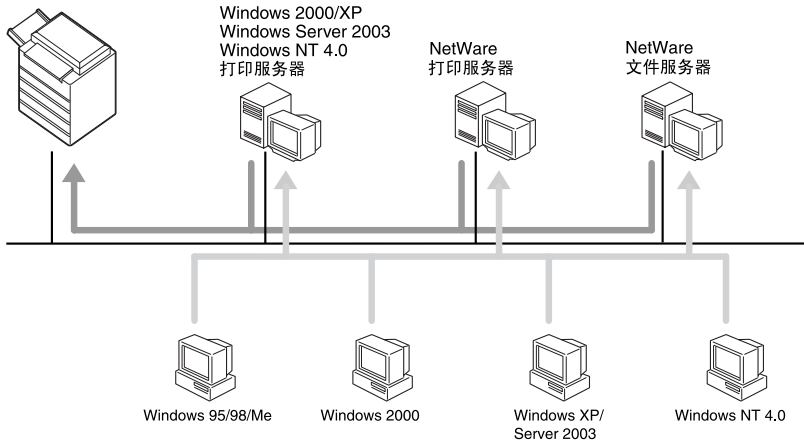 Windows 2000/XP
Windows Server 2003
Windows NT 4.0
打印服务器
NetWare
打印服务器
NetWare
文件服务器
Windows 95/98/Me
Windows 2000
Windows XP/
Server 2003
Windows NT 4.0